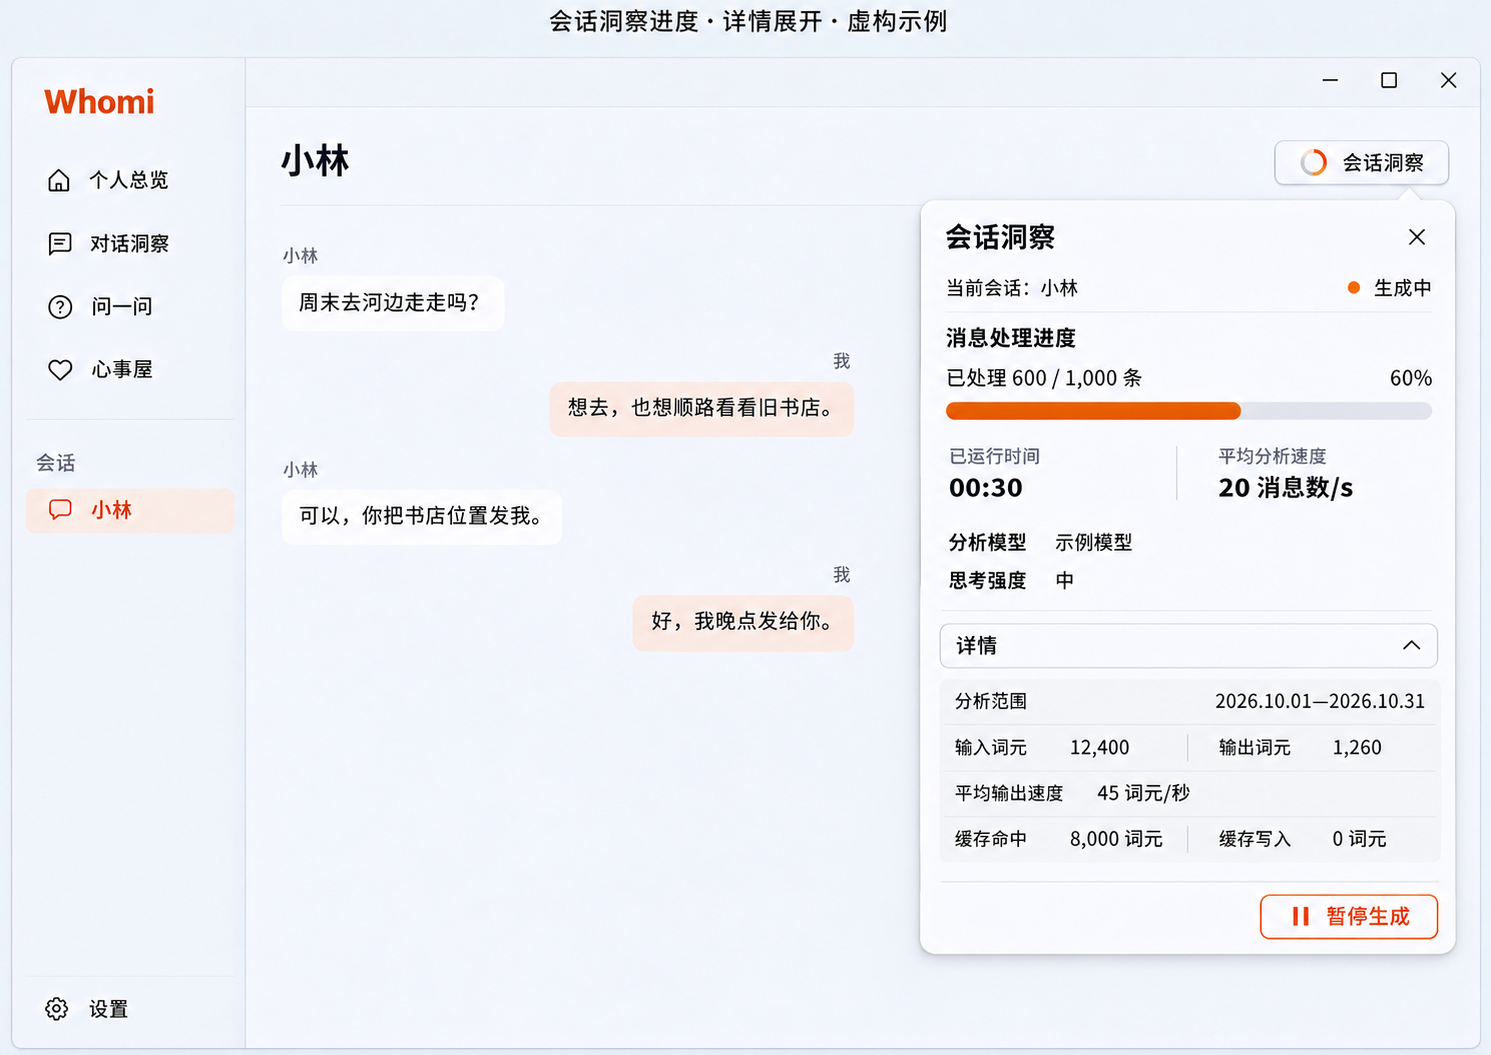 会话洞察进度·详情展开·虚构示例
Whomi
个人总览
对话洞察
问一问
心事屋
会话
小林
设置
小林
会话洞察
小林
周末去河边走走吗？
我
想去，也想顺路看看旧书店。
小林
可以，你把书店位置发我。
我
好，我晚点发给你。
会话洞察
当前会话：小林 生成中
消息处理进度
已处理 600 / 1,000 条 60%
已运行时间 平均分析速度
00:30 20 消息数/s
分析模型 示例模型
思考强度 中
详情
分析范围 2026.10.01—2026.10.31
输入词元 12,400 输出词元 1,260
平均输出速度 45 词元/秒
缓存命中 8,000 词元 缓存写入 0 词元
暂停生成